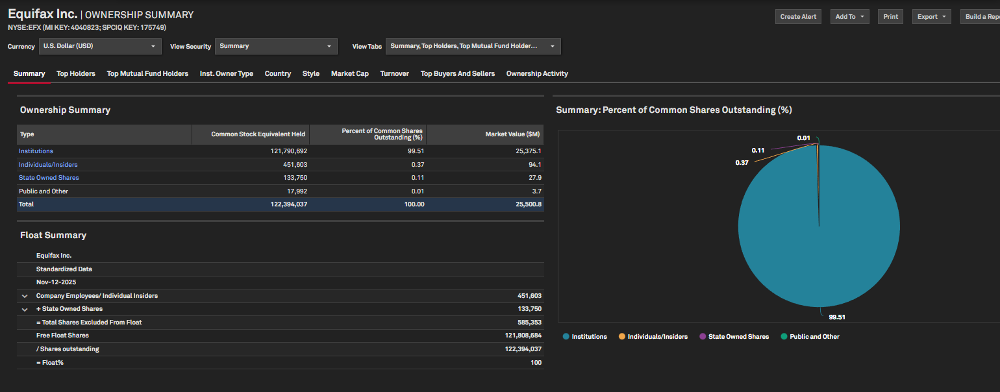 Equifax Inc. | OWNERSHIP SUMMARY
NYSE:EFX (MI KEY: 4040823; SPCIQ KEY: 175749)
Create Alert Add To Print Export Build a Rep
Currency U.S. Dollar (USD) View Security Summary View Tabs Summary, Top Holders, Top Mutual Fund Holder...
Summary Top Holders Top Mutual Fund Holders Inst. Owner Type Country Style Market Cap Turnover Top Buyers And Sellers Ownership Activity
Ownership Summary
Type Common Stock Equivalent Held Percent of Common Shares Outstanding (%) Market Value ($M)
Institutions 121,790,692 99.51 25,375.1
Individuals/Insiders 451,603 0.37 94.1
State Owned Shares 133,750 0.11 27.9
Public and Other 17,992 0.01 3.7
Total 122,394,037 100.00 25,500.8
Float Summary
Equifax Inc.
Standardized Data
Nov-12-2025
Company Employees/ Individual Insiders 451,603
+ State Owned Shares 133,750
= Total Shares Excluded From Float 585,353
Free Float Shares 121,808,684
/ Shares outstanding 122,394,037
= Float% 100
Summary: Percent of Common Shares Outstanding (%)
0.01
0.11
0.37
99.51
Institutions Individuals/Insiders State Owned Shares Public and Other